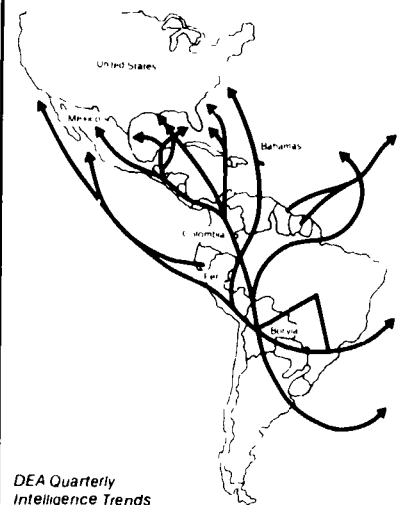 United States
Mexico
Bahamas
Colombia
Bolivia
DEA Quarterly
Intelligence Trends